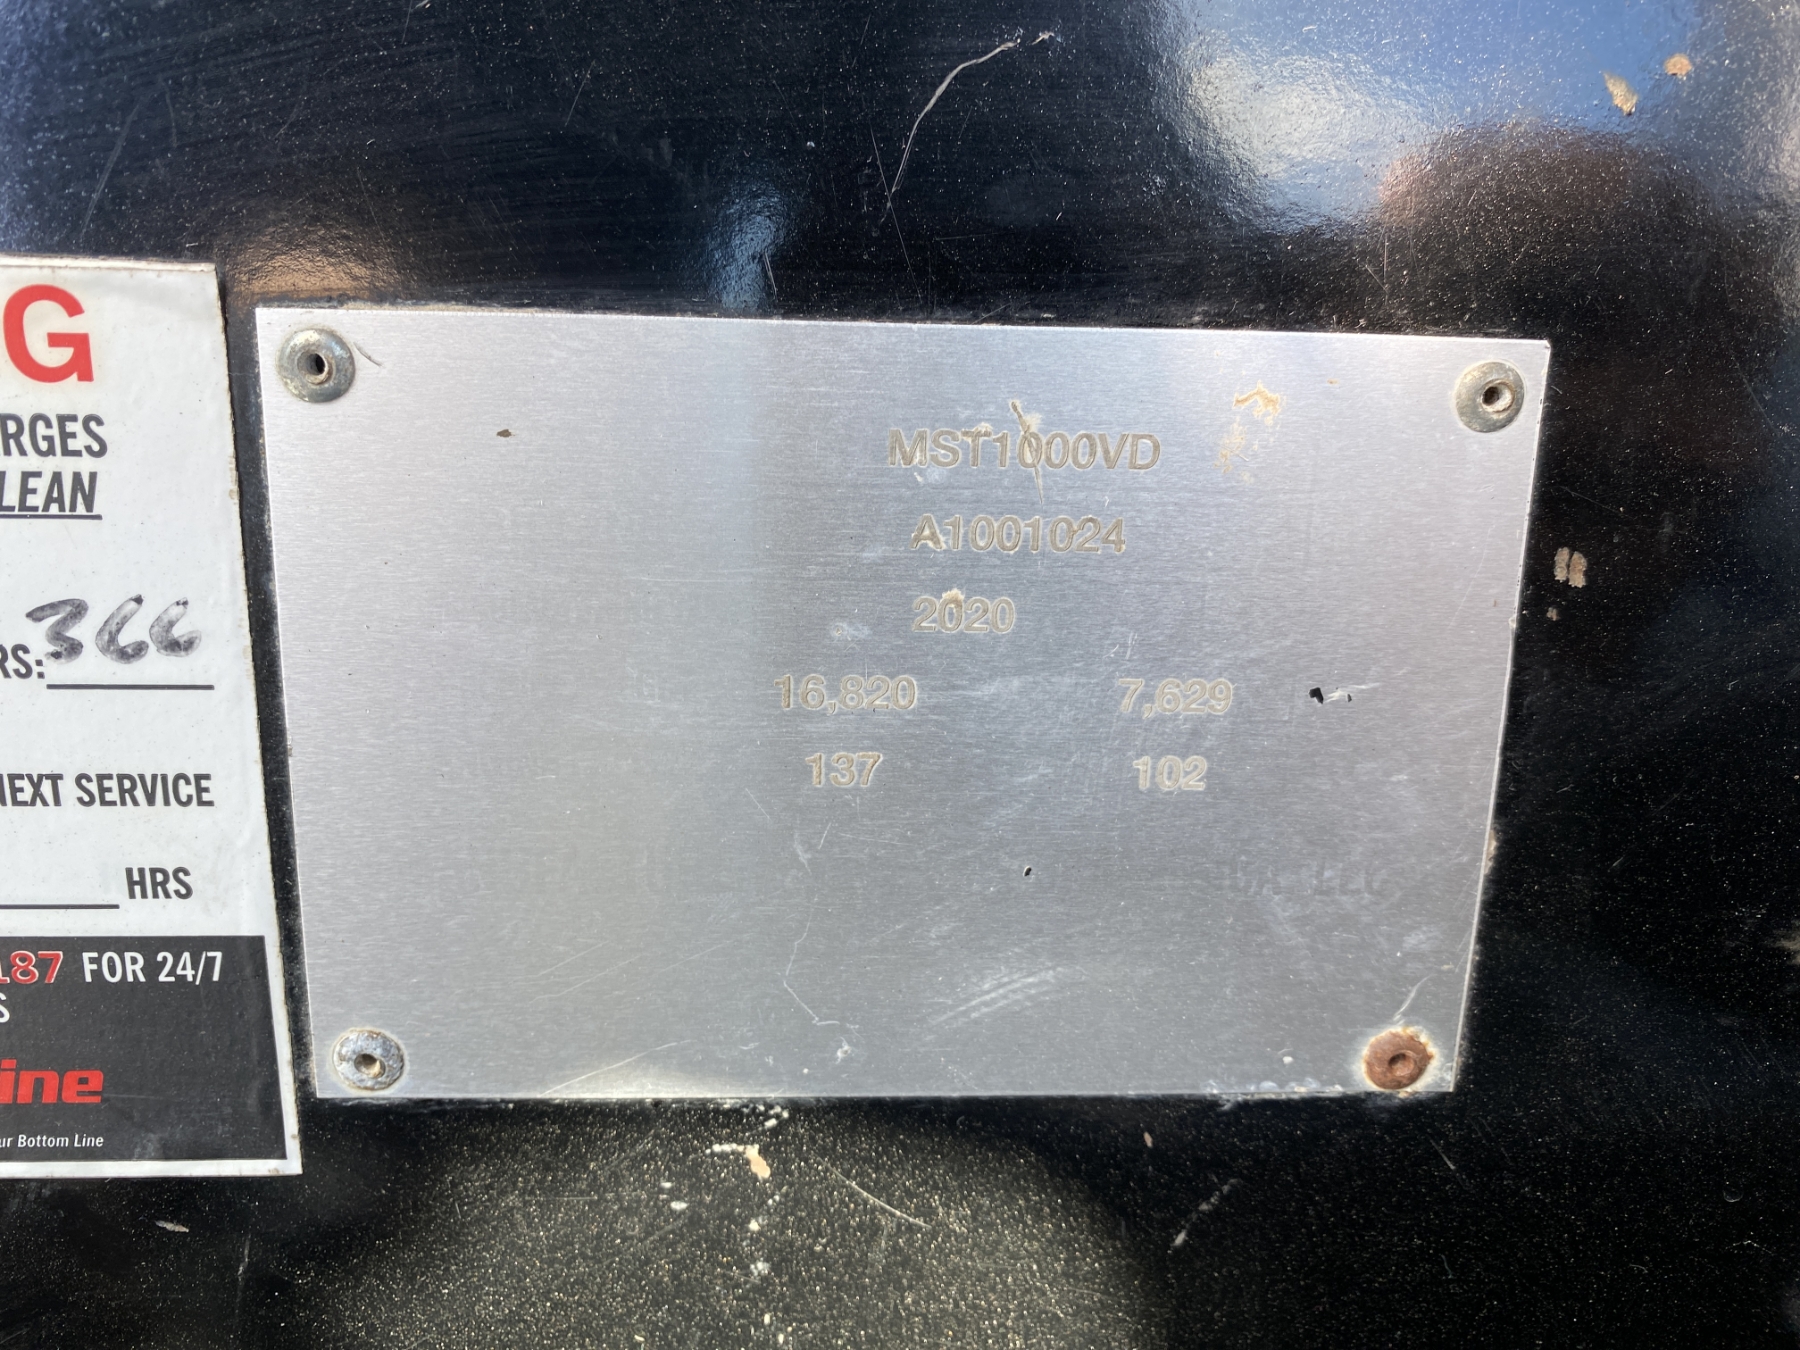 G
RGES
LEAN
RS: 366
NEXT SERVICE
HRS
187 FOR 24/7
S
ine
ur Bottom Line
MST1000VD
A1001024
2020
16,820 7,629
137 102